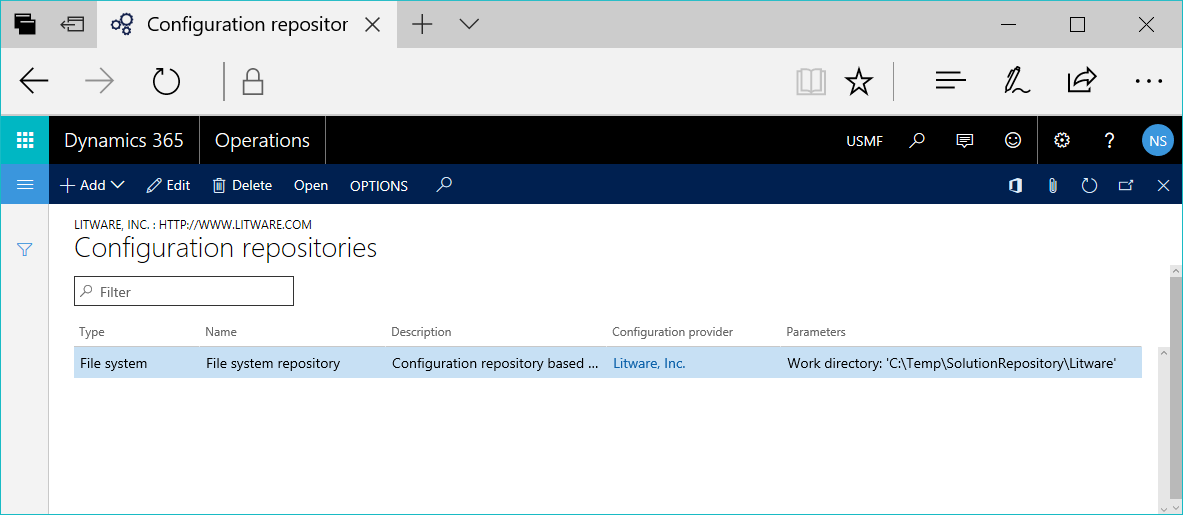 Configuration repositor
Dynamics 365 Operations USMF ? NS
Add Edit Delete Open OPTIONS
LITWARE, INC. : HTTP://WWW.LITWARE.COM
Configuration repositories
Filter
Type Name Description Configuration provider Parameters
File system File system repository Configuration repository based ... Litware, Inc. Work directory: 'C:\Temp\SolutionRepository\Litware'